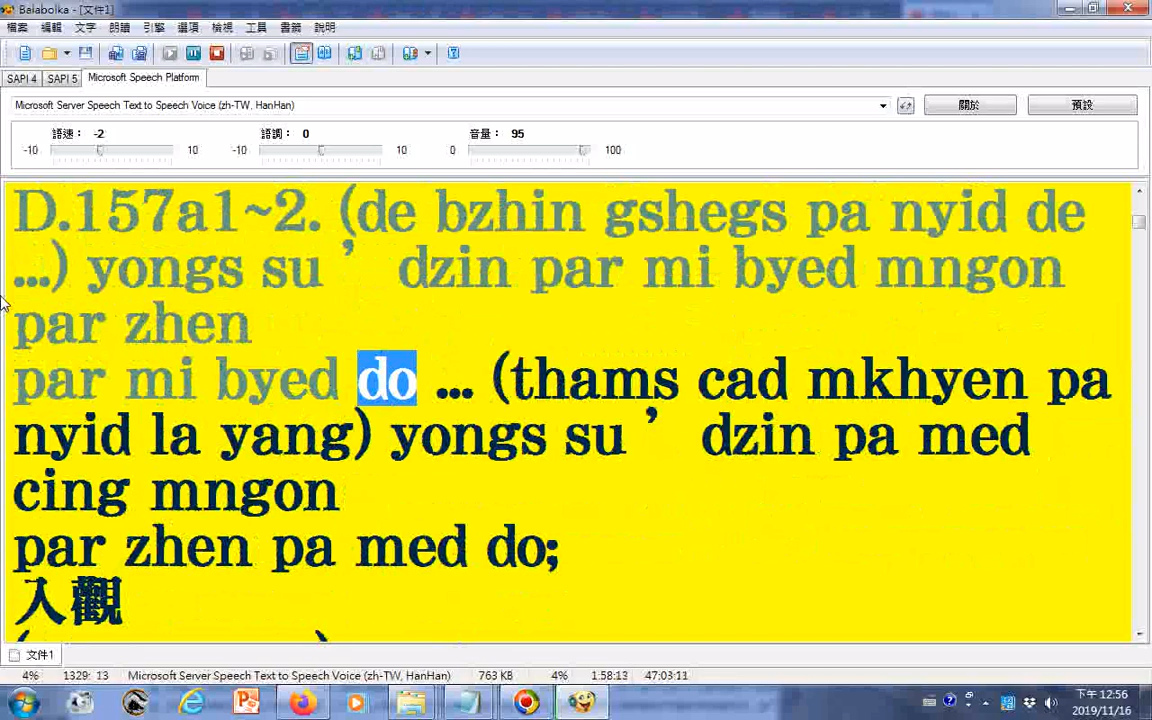 Balabolka - [文件1]
檔案 編輯 文字 朗讀 引擎 選項 檢視 工具 書籤 說明
SAPI 4 SAPI 5 Microsoft Speech Platform
Microsoft Server Speech Text to Speech Voice (zh-TW, HanHan) 關於 預設
語速： -2 語調： 0 音量： 95
-10 10 -10 10 0 100
D.157a1~2. (de bzhin gshegs pa nyid de
...) yongs su ’dzin par mi byed mngon
par zhen
par mi byed do ... (thams cad mkhyen pa
nyid la yang) yongs su ’dzin pa med
cing mngon
par zhen pa med do;
入觀
文件1
4% 1329: 13 Microsoft Server Speech Text to Speech Voice (zh-TW, HanHan) 763 KB 4% 1:58:13 47:03:11
下午 12:56
2019/11/16